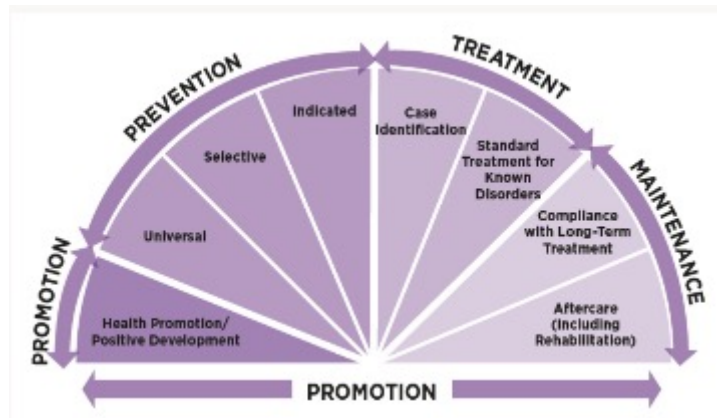 PROMOTION
PREVENTION
TREATMENT
MAINTENANCE
Health Promotion/
Positive Development
Universal
Selective
Indicated
Case
Identification
Standard
Treatment for
Known
Disorders
Compliance
with Long-Term
Treatment
Aftercare
(Including
Rehabilitation)
PROMOTION